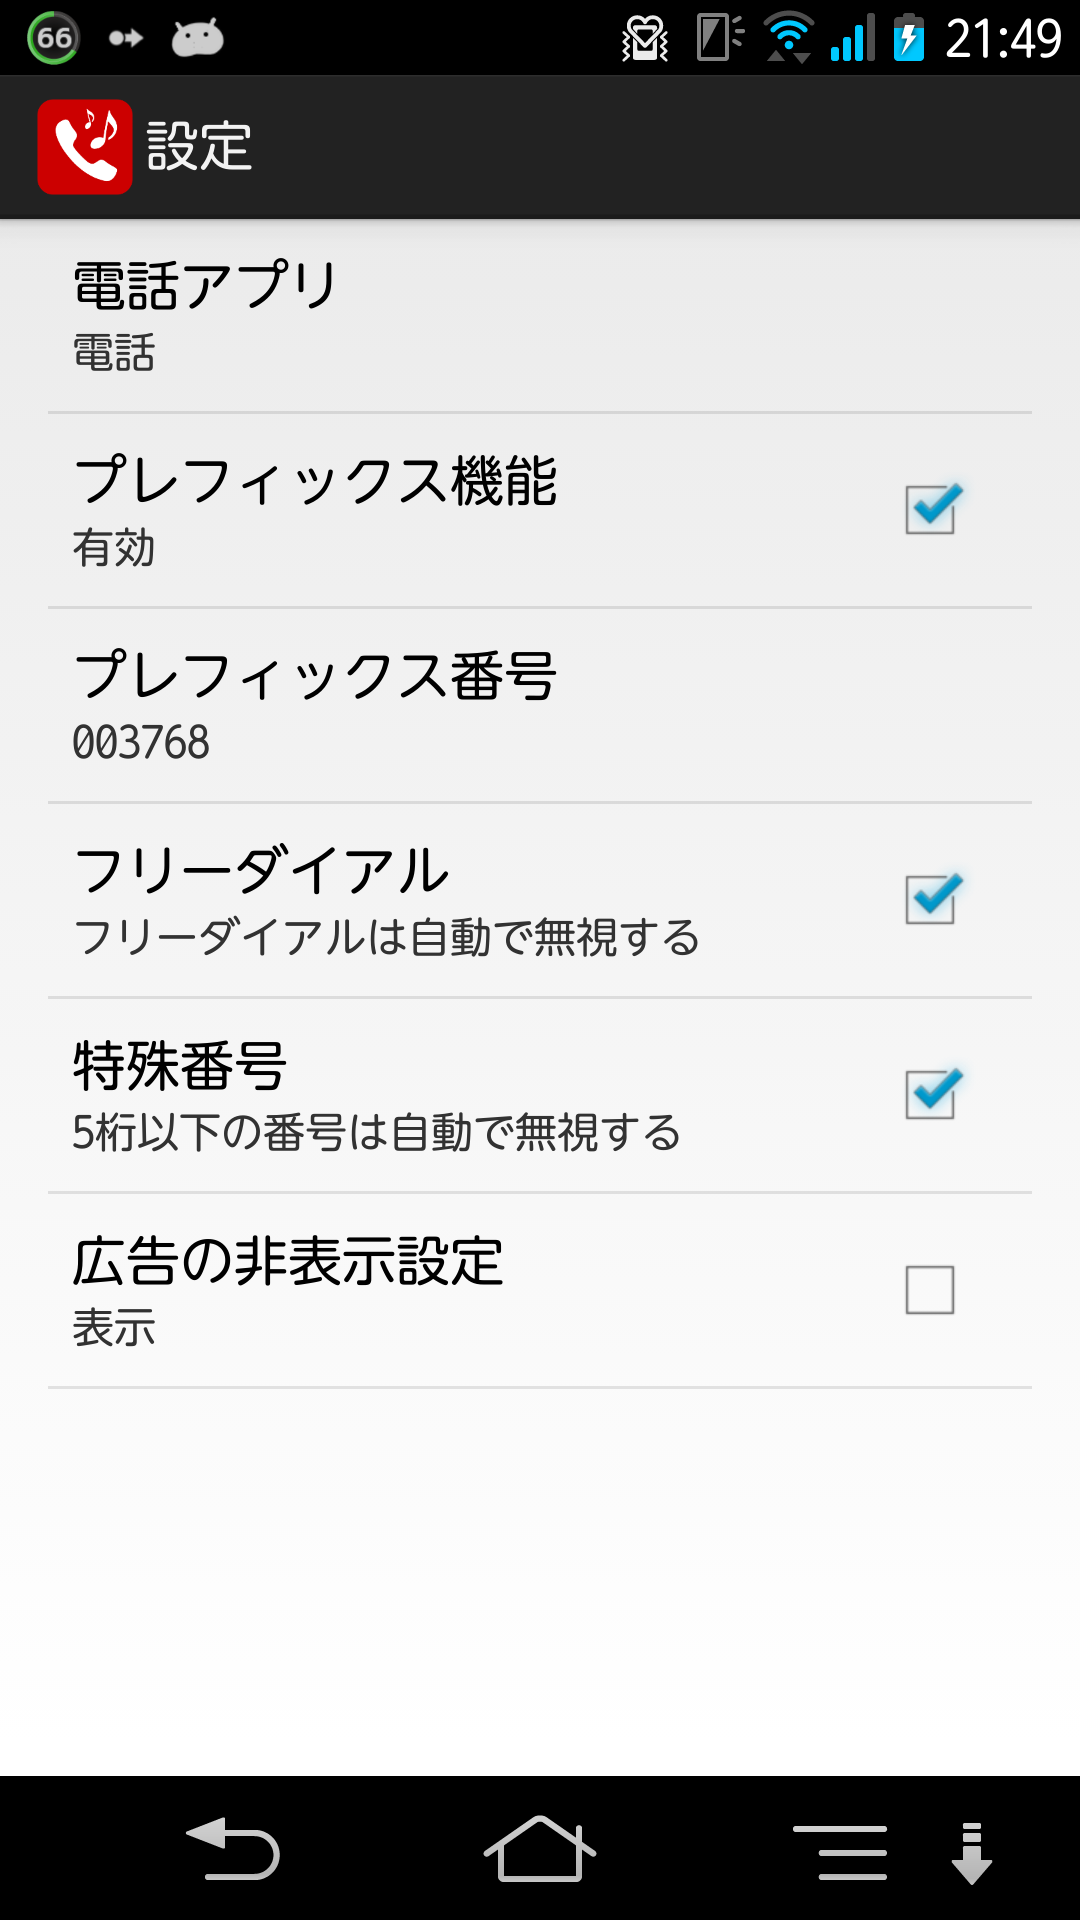 66
21:49
設定
電話アプリ
電話
プレフィックス機能
有効
プレフィックス番号
003768
フリーダイアル
フリーダイアルは自動で無視する
特殊番号
5桁以下の番号は自動で無視する
広告の非表示設定
表示